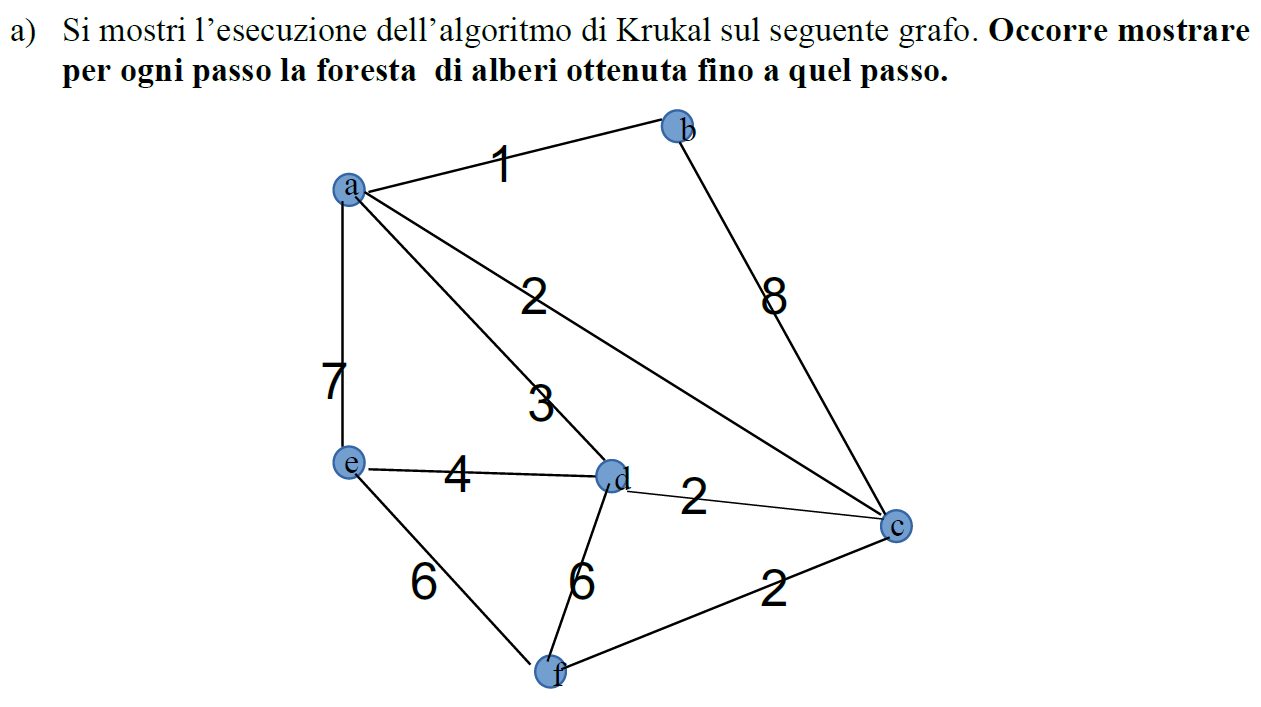 a) Si mostri l’esecuzione dell’algoritmo di Krukal sul seguente grafo. Occorre mostrare
per ogni passo la foresta di alberi ottenuta fino a quel passo.
b
1
a
2
8
7
3
e
4
d
2
c
6
6
2
f